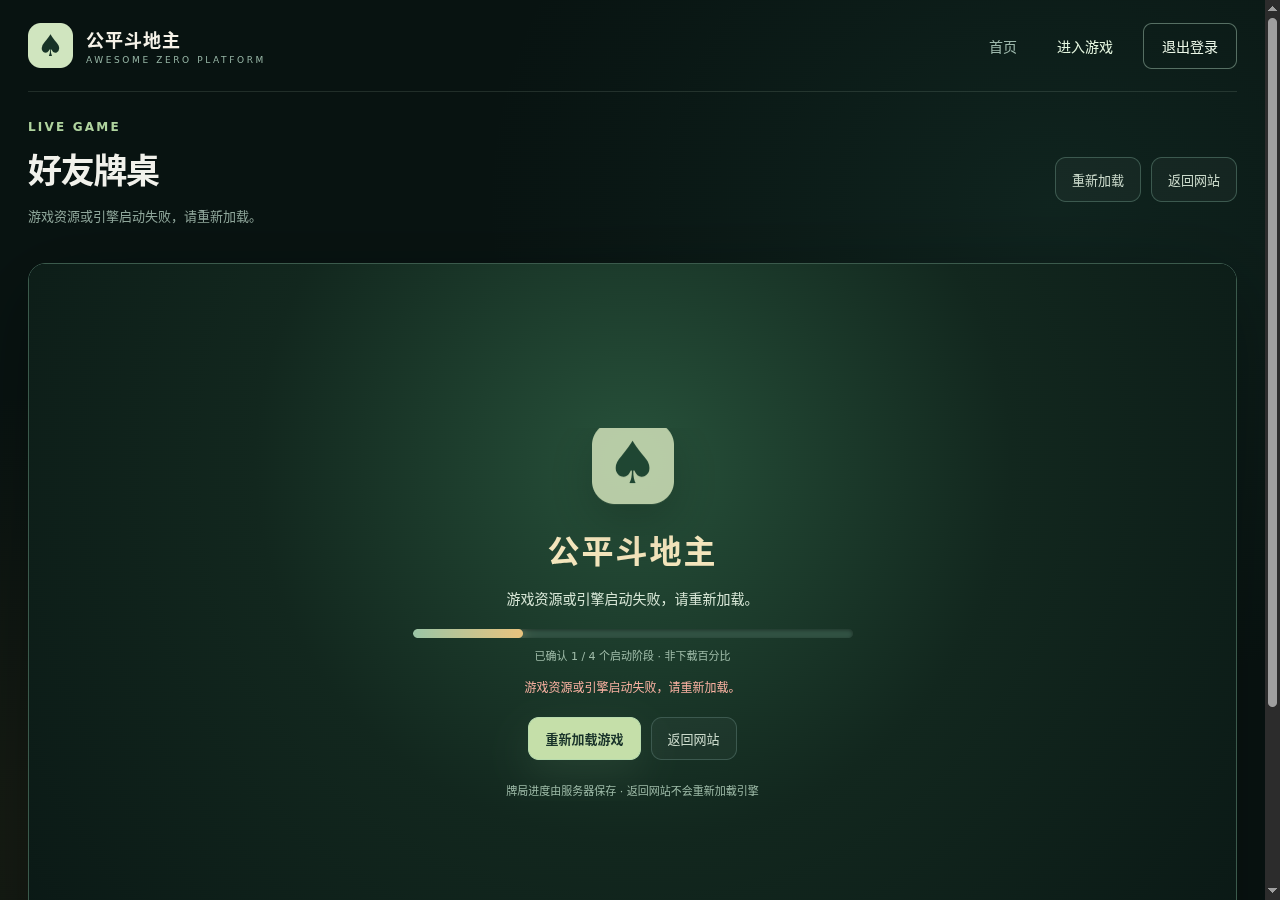 公平斗地主
AWESOME ZERO PLATFORM
首页
进入游戏
退出登录
LIVE GAME
好友牌桌
游戏资源或引擎启动失败，请重新加载。
重新加载
返回网站
公平斗地主
游戏资源或引擎启动失败，请重新加载。
已确认 1 / 4 个启动阶段 · 非下载百分比
游戏资源或引擎启动失败，请重新加载。
重新加载游戏
返回网站
牌局进度由服务器保存 · 返回网站不会重新加载引擎